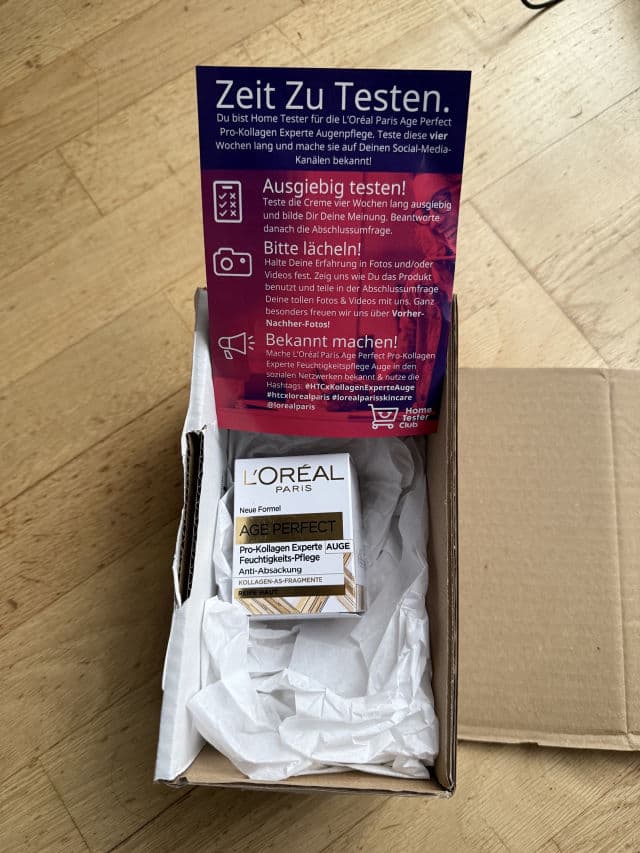 Zeit Zu Testen.
Du bist Home Tester für die L'Oréal Paris Age Perfect
Pro-Kollagen Experte Augenpflege. Teste diese vier
Wochen lang und mache sie auf Deinen Social-Media-
Kanälen bekannt!
Ausgiebig testen!
Teste die Creme vier Wochen lang ausgiebig
und bilde Dir Deine Meinung. Beantworte
danach die Abschlussumfrage.
Bitte lächeln!
Halte Deine Erfahrung in Fotos und/oder
Videos fest. Zeig uns wie Du das Produkt
benutzt und teile in der Abschlussumfrage
Deine tollen Fotos & Videos mit uns. Ganz
besonders freuen wir uns über Vorher-
Nachher-Fotos!
Bekannt machen!
Mache L'Oréal Paris Age Perfect Pro-Kollagen
Experte Feuchtigkeitspflege Auge in den
sozialen Netzwerken bekannt & nutze die
Hashtags: #HTCxKollagenExperteAuge
#htcxlorealparis #lorealparisskincare
@lorealparis
Home
Tester
Club
L'ORÉAL
PARIS
Neue Formel
AGE PERFECT
Pro-Kollagen Experte AUGE
Feuchtigkeits-Pflege
Anti-Absackung
KOLLAGEN-AS-FRAGMENTE
REIFE HAUT